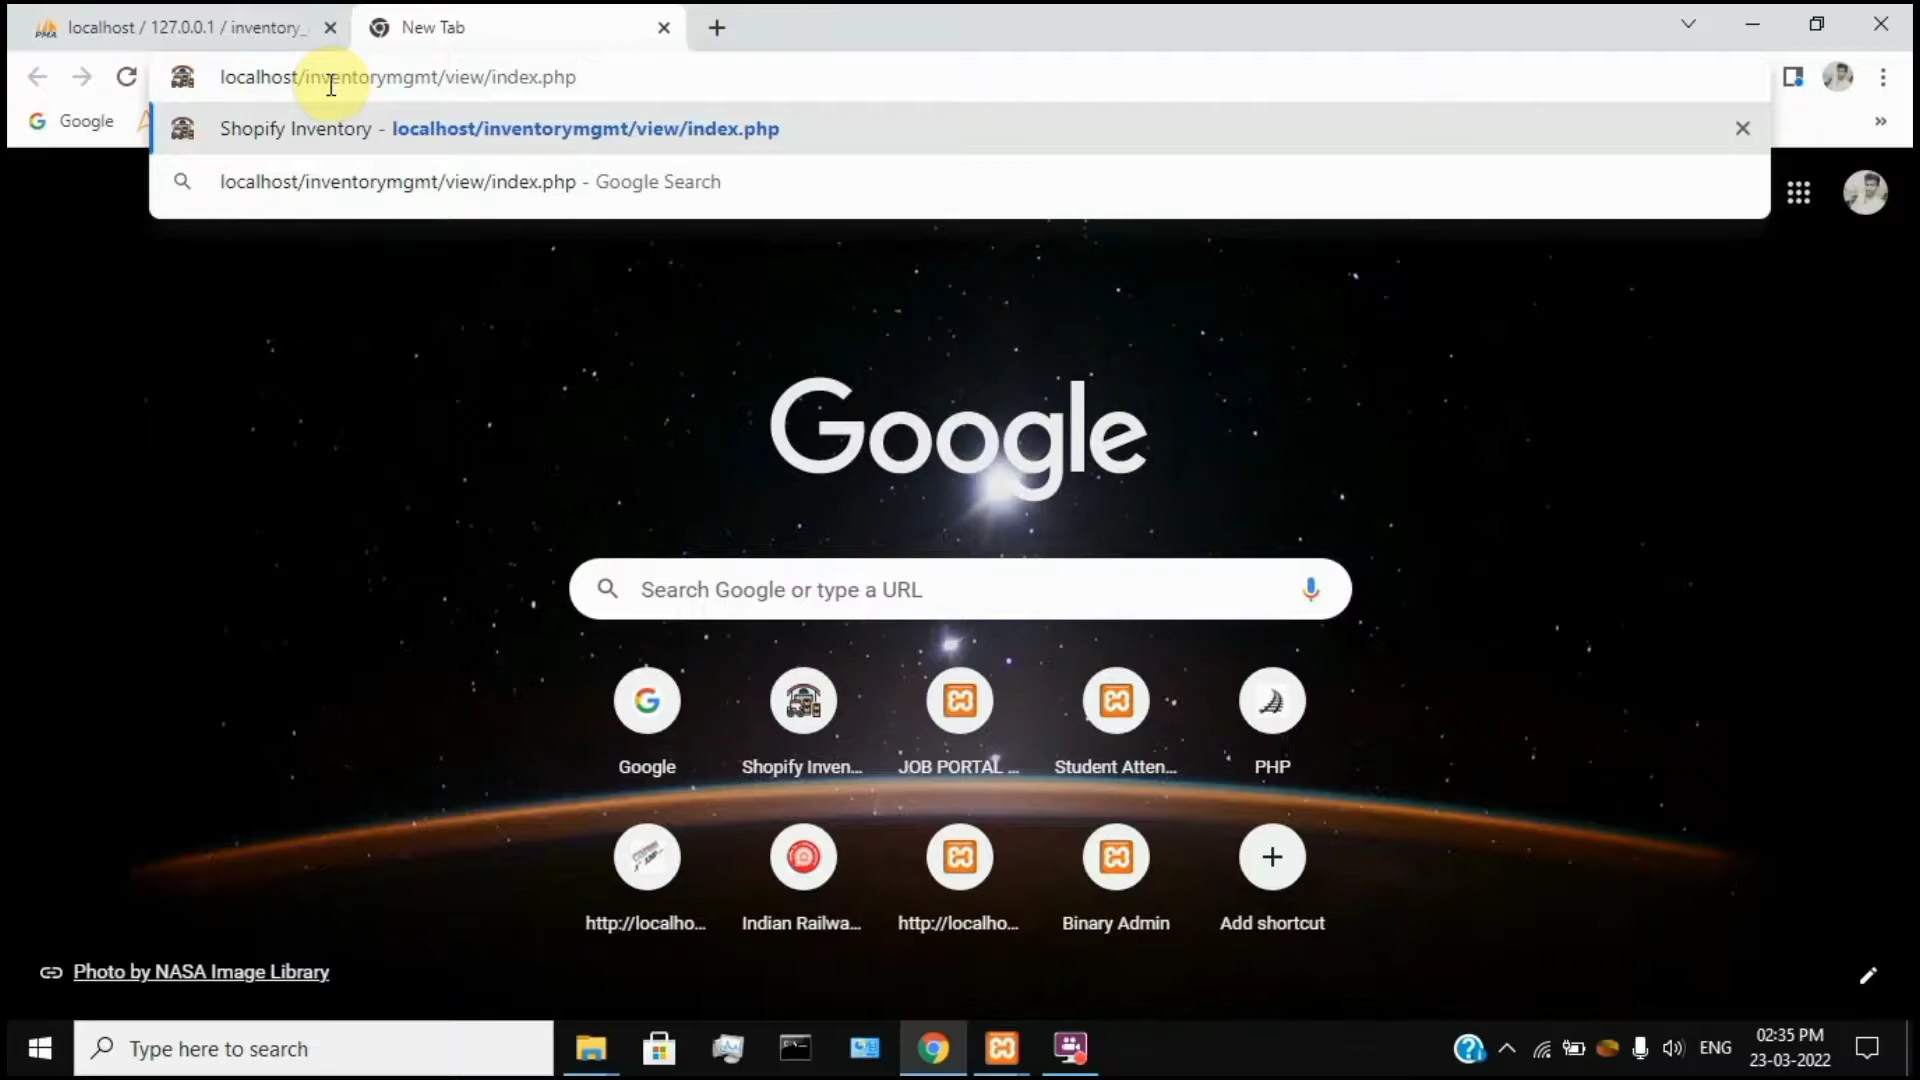 localhost / 127.0.0.1 / inventory_
New Tab
localhost/inventorymgmt/view/index.php
Google
Shopify Inventory - localhost/inventorymgmt/view/index.php
localhost/inventorymgmt/view/index.php - Google Search
Google
Search Google or type a URL
Google
Shopify Inven...
JOB PORTAL ...
Student Atten...
PHP
http://localho...
Indian Railwa...
http://localho...
Binary Admin
Add shortcut
Photo by NASA Image Library
Type here to search
ENG
02:35 PM
23-03-2022